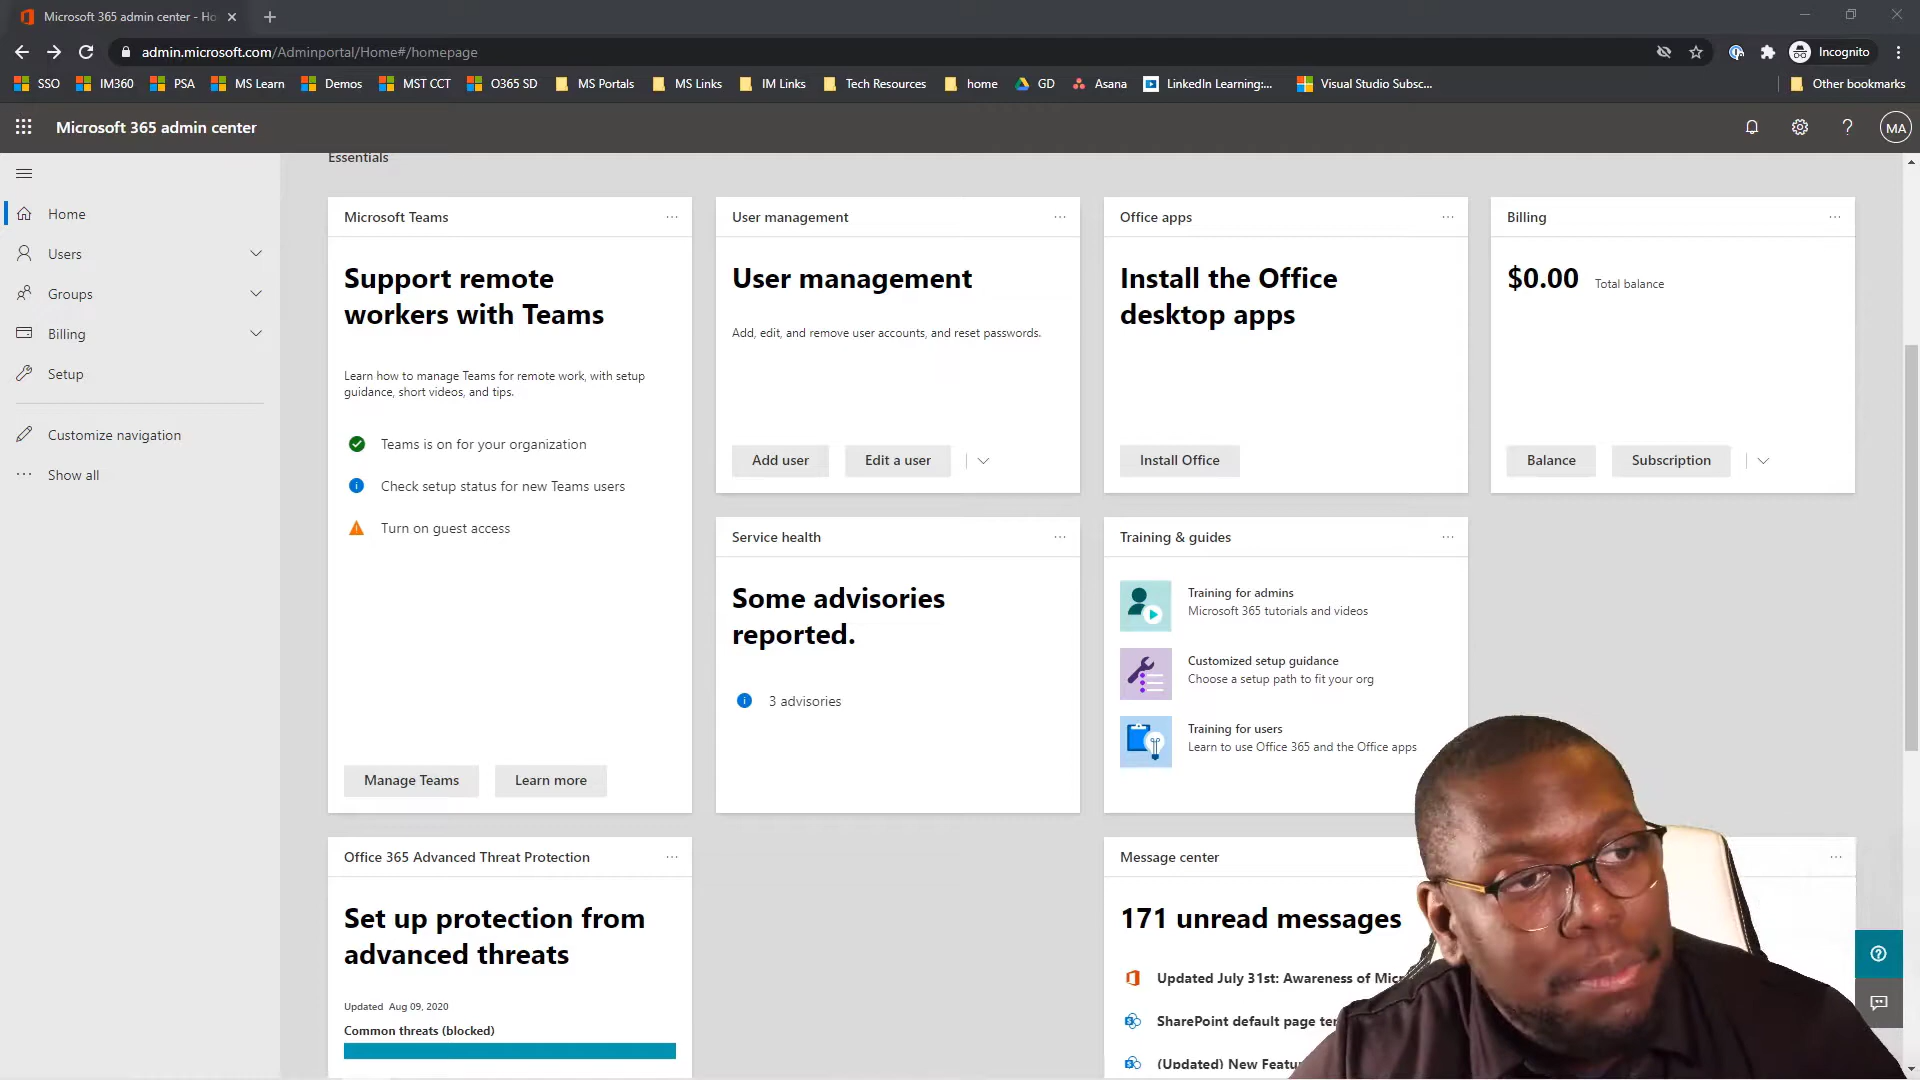 Microsoft 365 admin center - Ho
admin.microsoft.com/Adminportal/Home#/homepage
Incognito
SSO
IM360
PSA
MS Learn
Demos
MST CCT
O365 SD
MS Portals
MS Links
IM Links
Tech Resources
home
GD
Asana
LinkedIn Learning:...
Visual Studio Subsc...
Other bookmarks
Microsoft 365 admin center
MA
Home
Users
Groups
Billing
Setup
Customize navigation
Show all
Essentials
Microsoft Teams
Support remote
workers with Teams
Learn how to manage Teams for remote work, with setup
guidance, short videos, and tips.
Teams is on for your organization
Check setup status for new Teams users
Turn on guest access
Manage Teams
Learn more
User management
User management
Add, edit, and remove user accounts, and reset passwords.
Add user
Edit a user
Office apps
Install the Office
desktop apps
Install Office
Billing
$0.00 Total balance
Balance
Subscription
Service health
Some advisories
reported.
3 advisories
Training & guides
Training for admins
Microsoft 365 tutorials and videos
Customized setup guidance
Choose a setup path to fit your org
Training for users
Learn to use Office 365 and the Office apps
Office 365 Advanced Threat Protection
Set up protection from
advanced threats
Updated Aug 09, 2020
Common threats (blocked)
Message center
171 unread messages
Updated July 31st: Awareness of Mic
SharePoint default page
(Updated) New